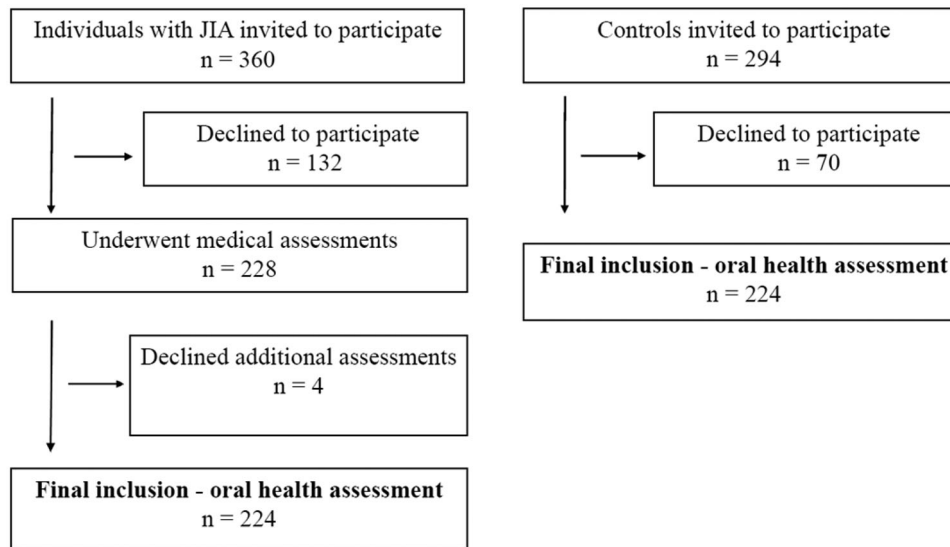 Individuals with JIA invited to participate
n = 360
Declined to participate
n = 132
Underwent medical assessments
n = 228
Declined additional assessments
n = 4
Final inclusion - oral health assessment
n = 224
Controls invited to participate
n = 294
Declined to participate
n = 70
Final inclusion - oral health assessment
n = 224